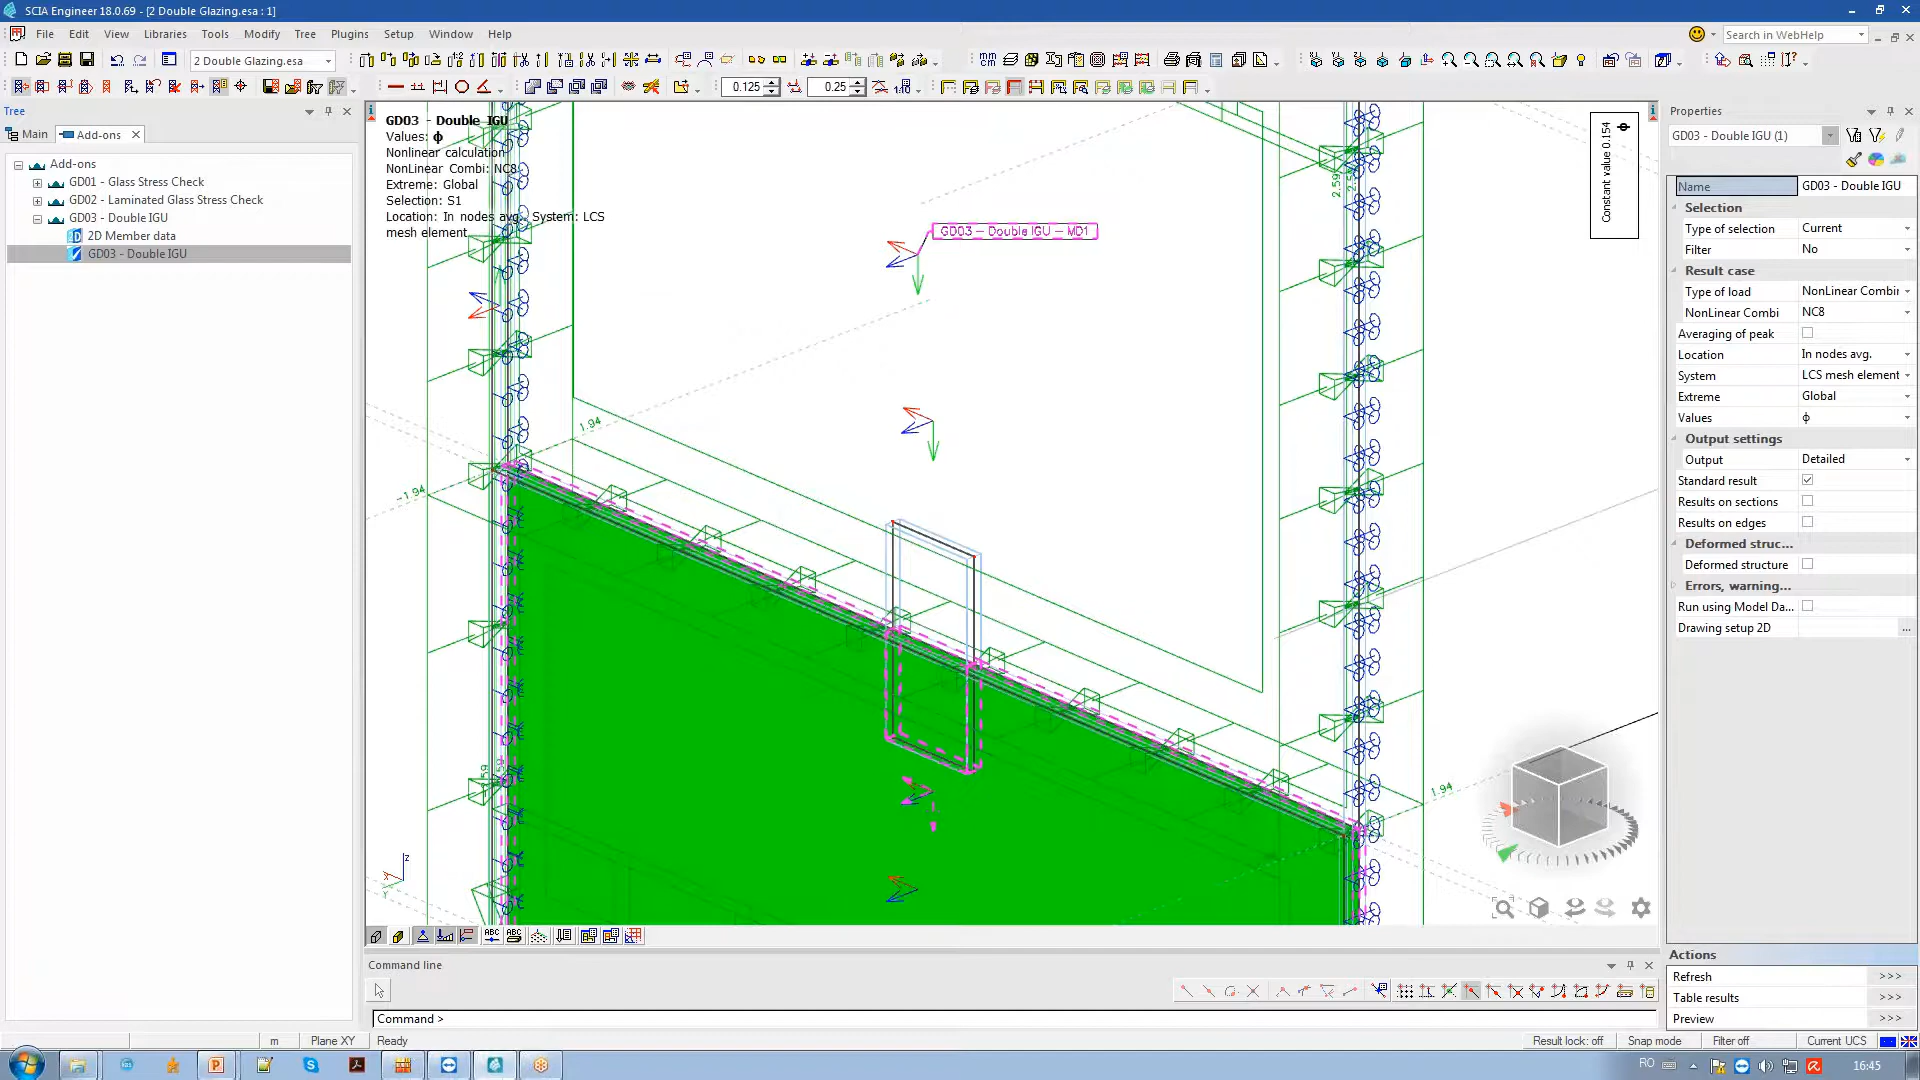 SCIA Engineer 18.0.69 - [2 Double Glazing.esa : 1]
File Edit View Libraries Tools Modify Tree Plugins Setup Window Help
Search in WebHelp
2 Double Glazing.esa
0.125
0.25
Tree
Main
Add-ons
Add-ons
GD01 - Glass Stress Check
GD02 - Laminated Glass Stress Check
GD03 - Double IGU
2D Member data
GD03 - Double IGU
GD03 - Double IGU
Values: ϕ
Nonlinear calculation
NonLinear Combi: NC8
Extreme: Global
Selection: S1
Location: In nodes avg.. System: LCS
mesh element
GD03 - Double IGU - MD1
Constant value 0.154
ϕ
2.59
1.94
-1.94
1.94
Z
X
Y
Properties
GD03 - Double IGU (1)
Name GD03 - Double IGU
Selection
Type of selection Current
Filter No
Result case
Type of load NonLinear Combin
NonLinear Combi NC8
Averaging of peak
Location In nodes avg.
System LCS mesh element
Extreme Global
Values ϕ
Output settings
Output Detailed
Standard result
Results on sections
Results on edges
Deformed struc...
Deformed structure
Errors, warning...
Run using Model Da...
Drawing setup 2D ...
Actions
Refresh >>>
Table results >>>
Preview >>>
Command line
Command >
m Plane XY Ready
Result lock: off Snap mode Filter off Current UCS
RO
16:45